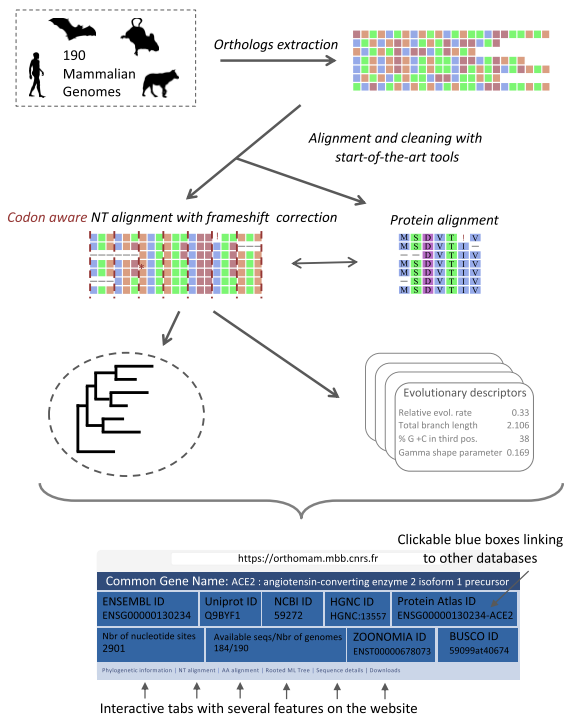 190
Mammalian
Genomes
Orthologs extraction
Alignment and cleaning with
start-of-the-art tools
Codon aware NT alignment with frameshift correction
Protein alignment
M S D V T I V
M S D V T I –
– – D V T I V
M S D V T I V
M S D V T I V
– S D V T I V
M S D V T I V
*
Evolutionary descriptors
Relative evol. rate 0.33
Total branch length 2.106
% G +C in third pos. 38
Gamma shape parameter 0.169
Clickable blue boxes linking
to other databases
https://orthomam.mbb.cnrs.fr
Common Gene Name: ACE2 : angiotensin-converting enzyme 2 isoform 1 precursor
ENSEMBL ID Uniprot ID NCBI ID HGNC ID Protein Atlas ID
ENSG00000130234 Q9BYF1 59272 HGNC:13557 ENSG00000130234-ACE2
Nbr of nucleotide sites Available seqs/Nbr of genomes ZOONOMIA ID BUSCO ID
2901 184/190 ENST00000678073 59099at40674
Phylogenetic information | NT alignment | AA alignment | Rooted ML Tree | Sequence details | Downloads
Interactive tabs with several features on the website